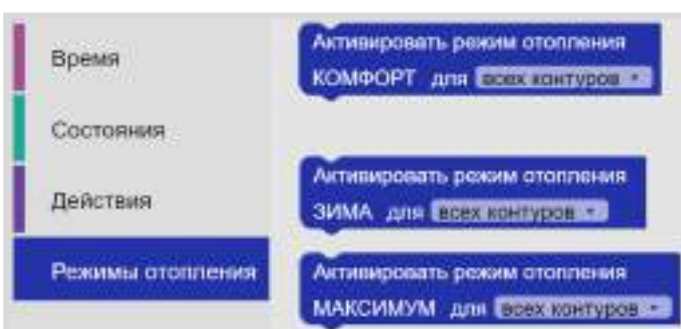 Время
Состояния
Действия
Режимы отопления
Активировать режим отопления
КОМФОРТ для всех контуров
Активировать режим отопления
ЗИМА для всех контуров
Активировать режим отопления
МАКСИМУМ для всех контуров